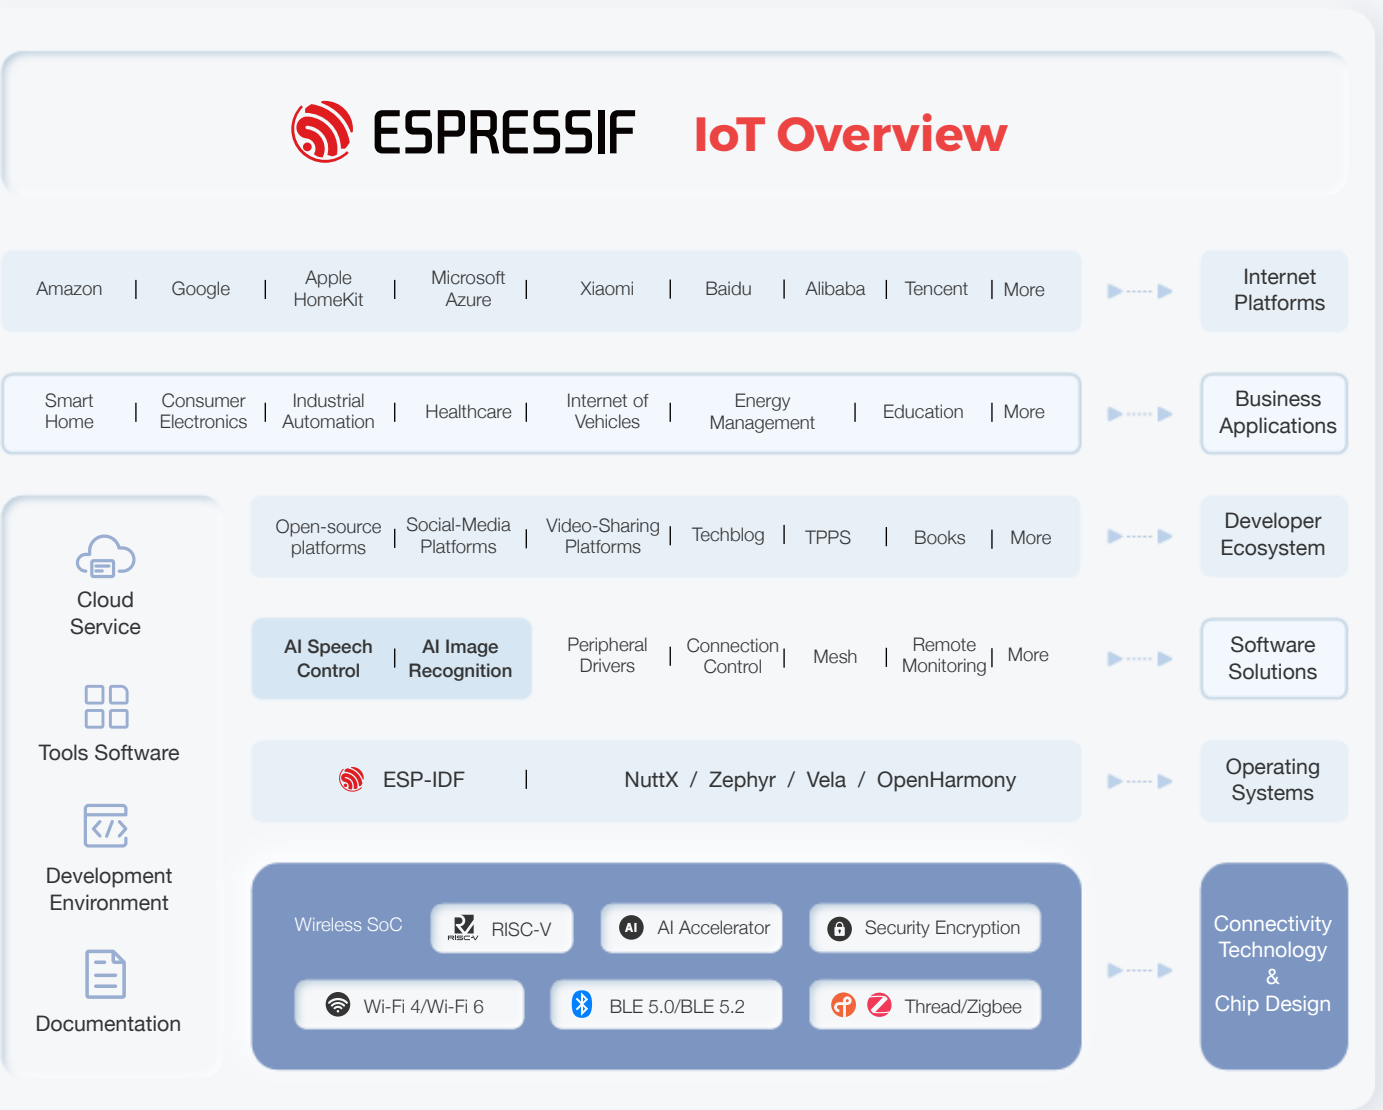 ESPRESSIF IoT Overview
Amazon | Google | Apple HomeKit | Microsoft Azure | Xiaomi | Baidu | Alibaba | Tencent | More
Internet Platforms
Smart Home | Consumer Electronics | Industrial Automation | Healthcare | Internet of Vehicles | Energy Management | Education | More
Business Applications
Cloud
Service
Tools Software
Development
Environment
Documentation
Open-source platforms | Social-Media Platforms | Video-Sharing Platforms | Techblog | TPPS | Books | More
Developer Ecosystem
AI Speech Control | AI Image Recognition | Peripheral Drivers | Connection Control | Mesh | Remote Monitoring | More
Software Solutions
ESP-IDF | NuttX / Zephyr / Vela / OpenHarmony
Operating Systems
Wireless SoC RISC-V RISC-V AI AI Accelerator Security Encryption
Wi-Fi 4/Wi-Fi 6 BLE 5.0/BLE 5.2 Thread/Zigbee
Connectivity
Technology
&
Chip Design